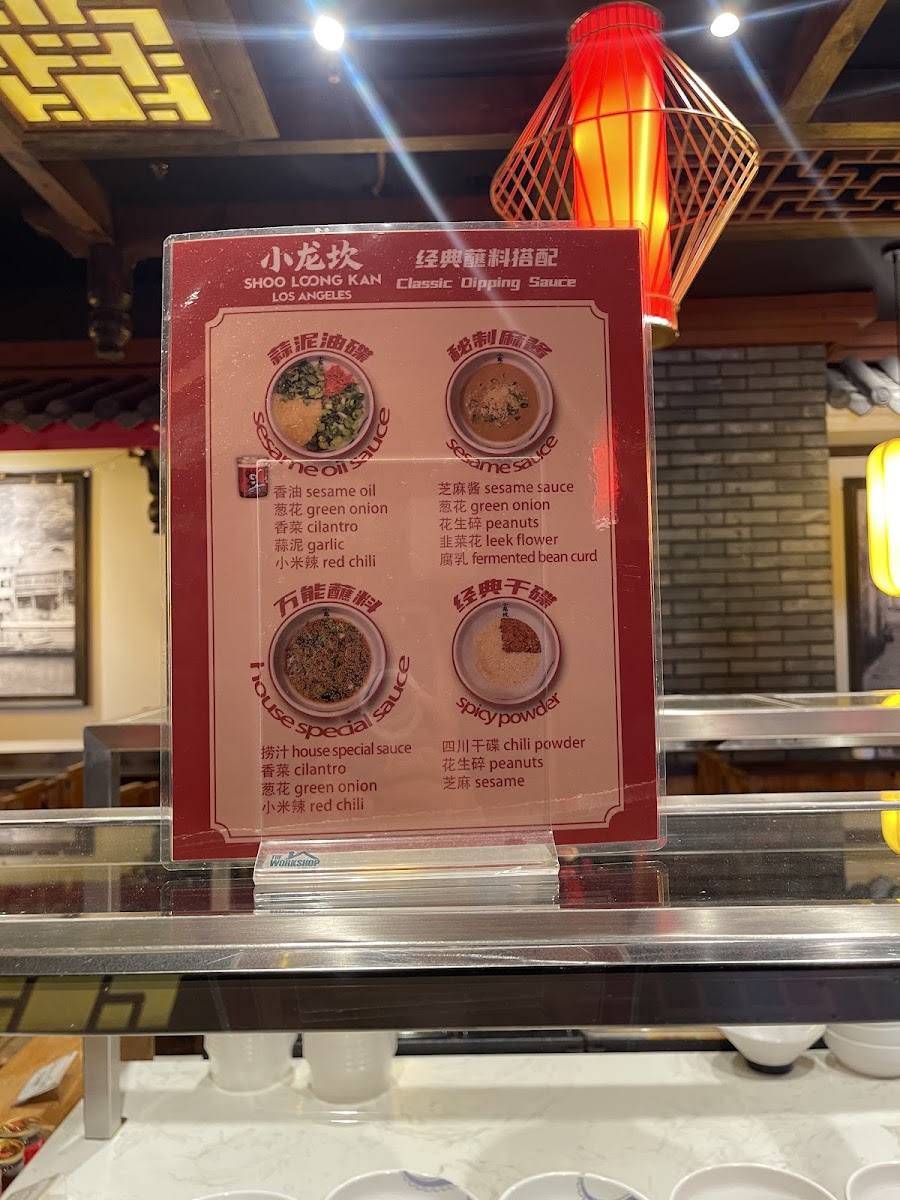 小龙坎
SHOO LOONG KAN
LOS ANGELES
经典蘸料搭配
Classic Dipping Sauce
蒜泥油碟
sesame oil sauce
香油 sesame oil
葱花 green onion
香菜 cilantro
蒜泥 garlic
小米辣 red chili
秘制麻酱
sesame sauce
芝麻酱 sesame sauce
葱花 green onion
花生碎 peanuts
韭菜花 leek flower
腐乳 fermented bean curd
万能蘸料
house special sauce
捞汁 house special sauce
香菜 cilantro
葱花 green onion
小米辣 red chili
经典干碟
spicy powder
四川干碟 chili powder
花生碎 peanuts
芝麻 sesame
THE
WORKSHOP